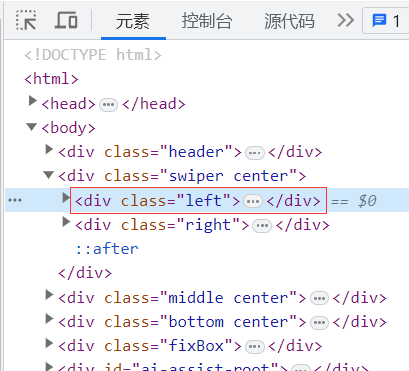 元素 控制台 源代码 1
<!DOCTYPE html>
<html>
<head> ••• </head>
<body>
<div class="header"> ••• </div>
<div class="swiper center">
••• <div class="left"> ••• </div> == $0
<div class="right"> ••• </div>
::after
</div>
<div class="middle center"> ••• </div>
<div class="bottom center"> ••• </div>
<div class="fixBox"> ••• </div>
<div id="ai-assist-root"> ••• </div>